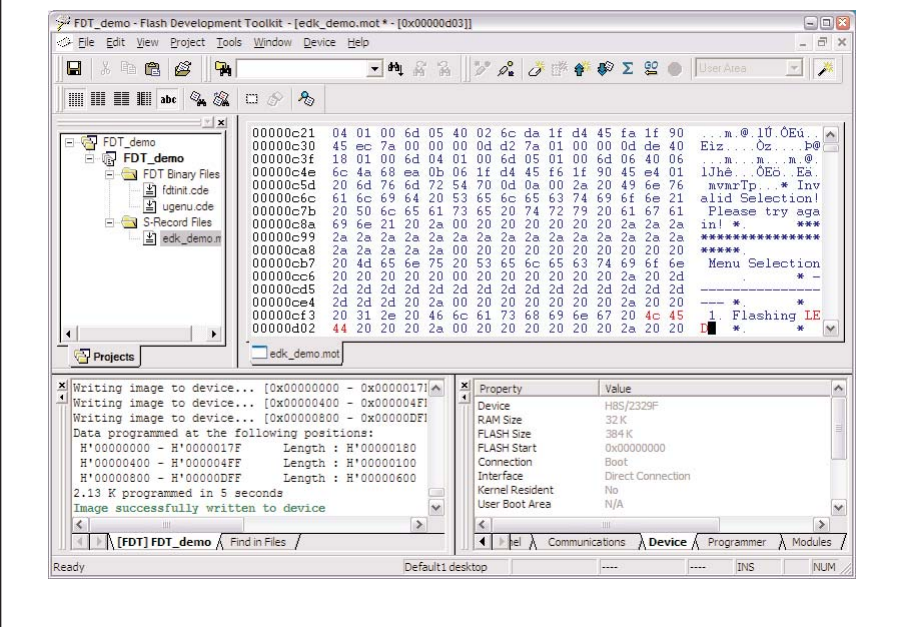 FDT_demo - Flash Development Toolkit - [edk_demo.mot * - [0x00000d03]]
File Edit View Project Tools Window Device Help
User Area
abc
FDT_demo
FDT_demo
FDT Binary Files
fdtinit.cde
ugenu.cde
S-Record Files
edk_demo.m
Projects
00000c21 04 01 00 6d 05 40 02 6c da 1f d4 45 fa 1f 90 ...m.@.lÚ.ÔEú..
00000c30 45 ec 7a 00 00 00 0d d2 7a 01 00 00 0d de 40 Eìz....Òz....Þ@
00000c3f 18 01 00 6d 04 01 00 6d 05 01 00 6d 06 40 06 ...m...m...m.@.
00000c4e 6c 4a 68 ea 0b 06 1f d4 45 f6 1f 90 45 e4 01 lJhê...ÔEö..Eä.
00000c5d 20 6d 76 6d 72 54 70 0d 0a 00 2a 20 49 6e 76 mvmrTp...* Inv
00000c6c 61 6c 69 64 20 53 65 6c 65 63 74 69 6f 6e 21 alid Selection!
00000c7b 20 50 6c 65 61 73 65 20 74 72 79 20 61 67 61 Please try aga
00000c8a 69 6e 21 20 2a 00 20 20 20 20 20 20 2a 2a 2a in! *. ***
00000c99 2a 2a 2a 2a 2a 2a 2a 2a 2a 2a 2a 2a 2a 2a 2a ***************
00000ca8 2a 2a 2a 2a 2a 00 20 20 20 20 20 20 20 20 20 *****.
00000cb7 20 4d 65 6e 75 20 53 65 6c 65 63 74 69 6f 6e Menu Selection
00000cc6 20 20 20 20 20 20 20 20 20 20 20 20 2a 20 2d . * -
00000cd5 2d 2d 2d 2d 2d 2d 2d 2d 2d 2d 2d 2d 2d 2d 2d ---------------
00000ce4 2d 2d 2d 20 2a 00 20 20 20 20 20 20 2a 20 20 --- *. *
00000cf3 20 31 2e 20 46 6c 61 73 68 69 6e 67 20 4c 45 1. Flashing LE
00000d02 44 20 20 20 2a 00 20 20 20 20 20 20 2a 20 20 D *. *
edk_demo.mot
Writing image to device... [0x00000000 - 0x0000017]
Writing image to device... [0x00000400 - 0x000004FI
Writing image to device... [0x00000800 - 0x00000DFI
Data programmed at the following positions:
H'00000000 - H'0000017F Length : H'00000180
H'00000400 - H'000004FF Length : H'00000100
H'00000800 - H'00000DFF Length : H'00000600
2.13 K programmed in 5 seconds
Image successfully written to device
[FDT] FDT_demo Find in Files
Property Value
Device H8S/2329F
RAM Size 32 K
FLASH Size 384 K
FLASH Start 0x00000000
Connection Boot
Interface Direct Connection
Kernel Resident No
User Boot Area N/A
nel Communications Device Programmer Modules
Ready Default1 desktop ---- ---- INS NUM